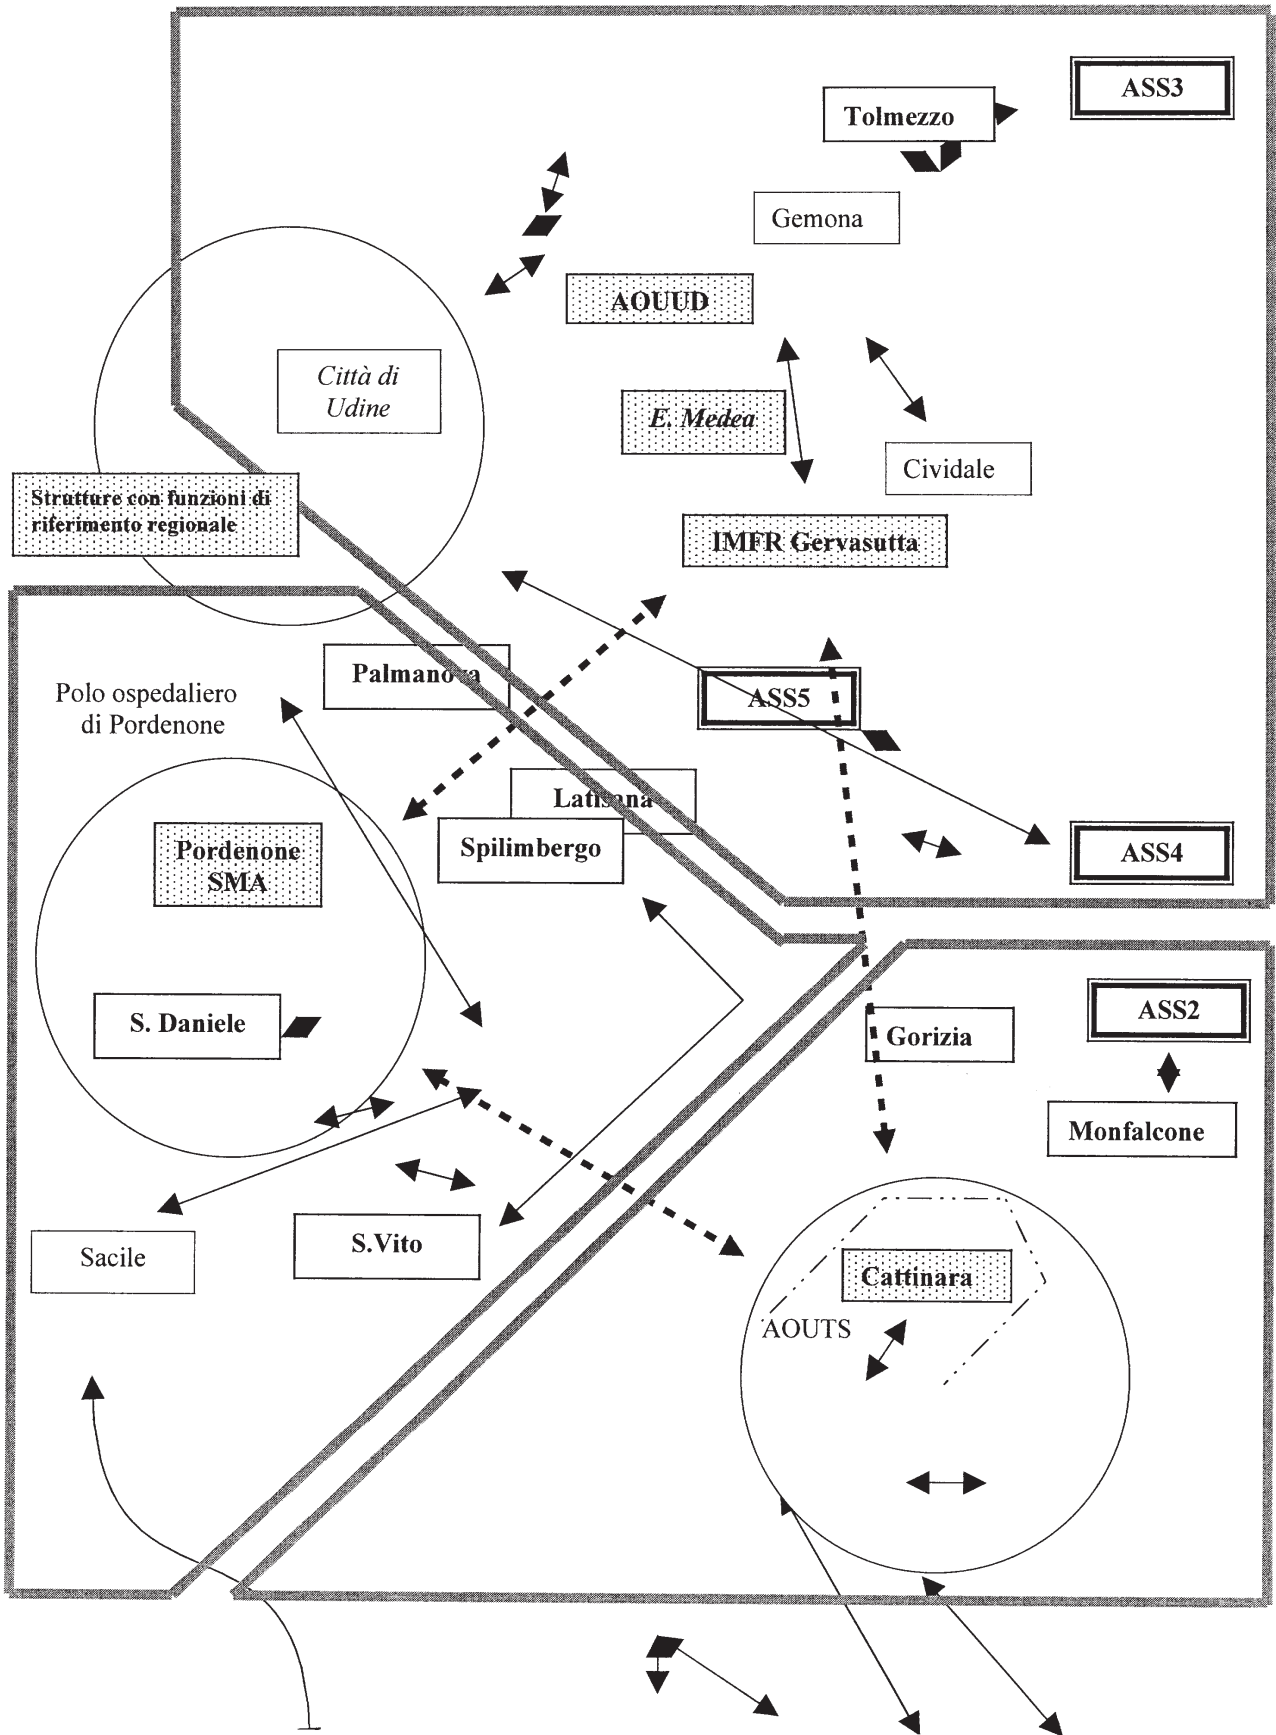 ASS3
Tolmezzo
Gemona
AOUUD
Città di
Udine
E. Medea
Cividale
Strutture con funzioni di
riferimento regionale
IMFR Gervasutta
Palmanova
Polo ospedaliero
di Pordenone
ASS5
Latisana
Spilimbergo
Pordenone
SMA
ASS4
S. Daniele
ASS2
Gorizia
Monfalcone
S.Vito
Sacile
Cattinara
AOUTS